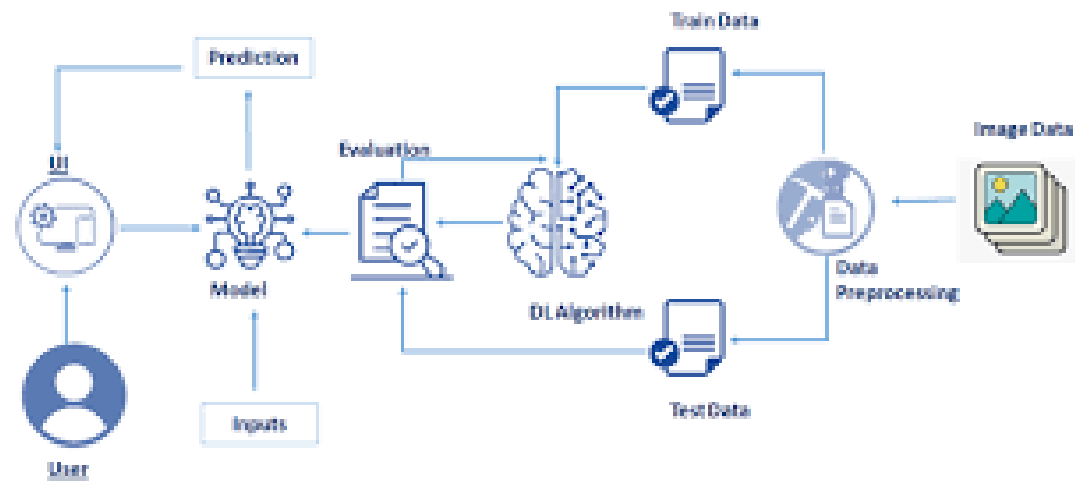 Train Data
Prediction
Image Data
Evaluation
UI
Data
Preprocessing
Model
DL Algorithm
Test Data
Inputs
User